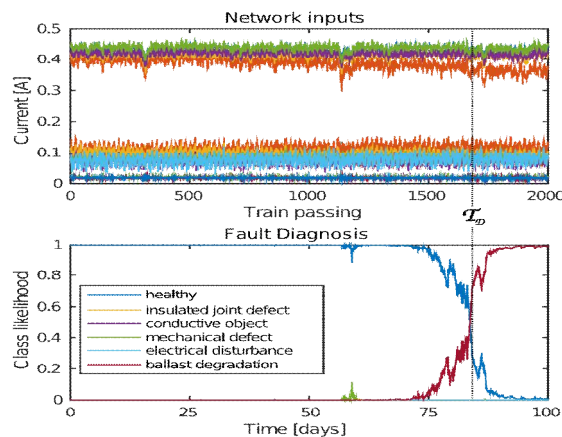 Network inputs
Current [A]
0.5
0.4
0.3
0.2
0.1
0
0 500 1000 1500 2000
Train passing
𝓣_D
Fault Diagnosis
Class likelihood
1
0.8
0.6
0.4
0.2
0
healthy
insulated joint defect
conductive object
mechanical defect
electrical disturbance
ballast degradation
0 25 50 75 100
Time [days]